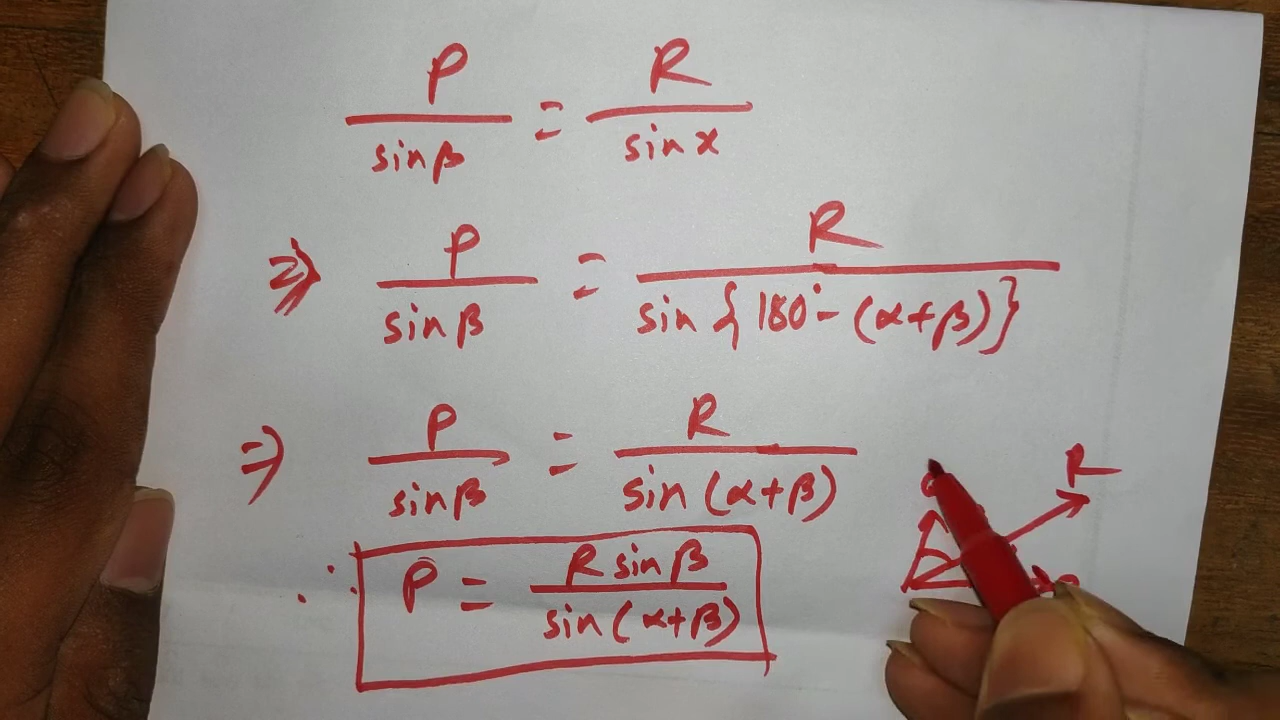 P/sinβ = R/sin x
⇒ P/sinβ = R/sin{180° - (α+β)}
⇒ P/sinβ = R/sin(α+β)
∴ P = R sinβ/sin(α+β)
R